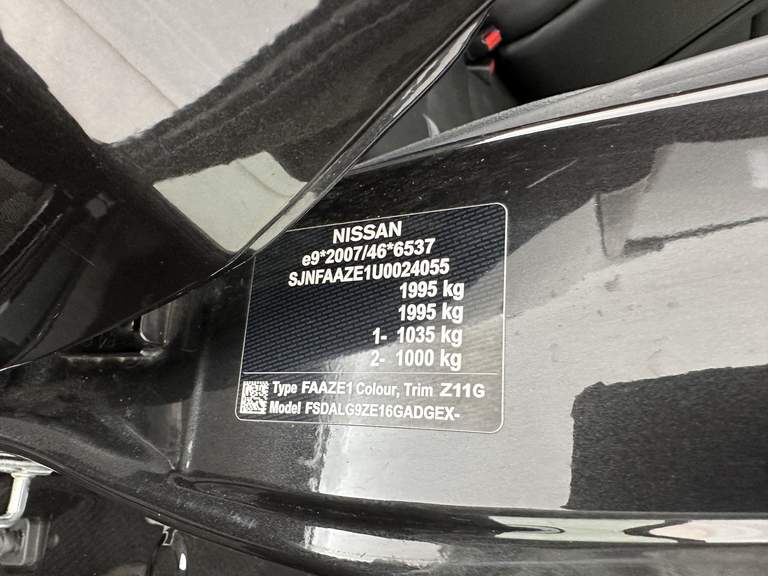 NISSAN
e9*2007/46*6537
SJNFAAZE1U0024055
1995 kg
1995 kg
1- 1035 kg
2- 1000 kg
Type FAAZE1 Colour, Trim Z11G
Model FSDALG9ZE16GADGEX-